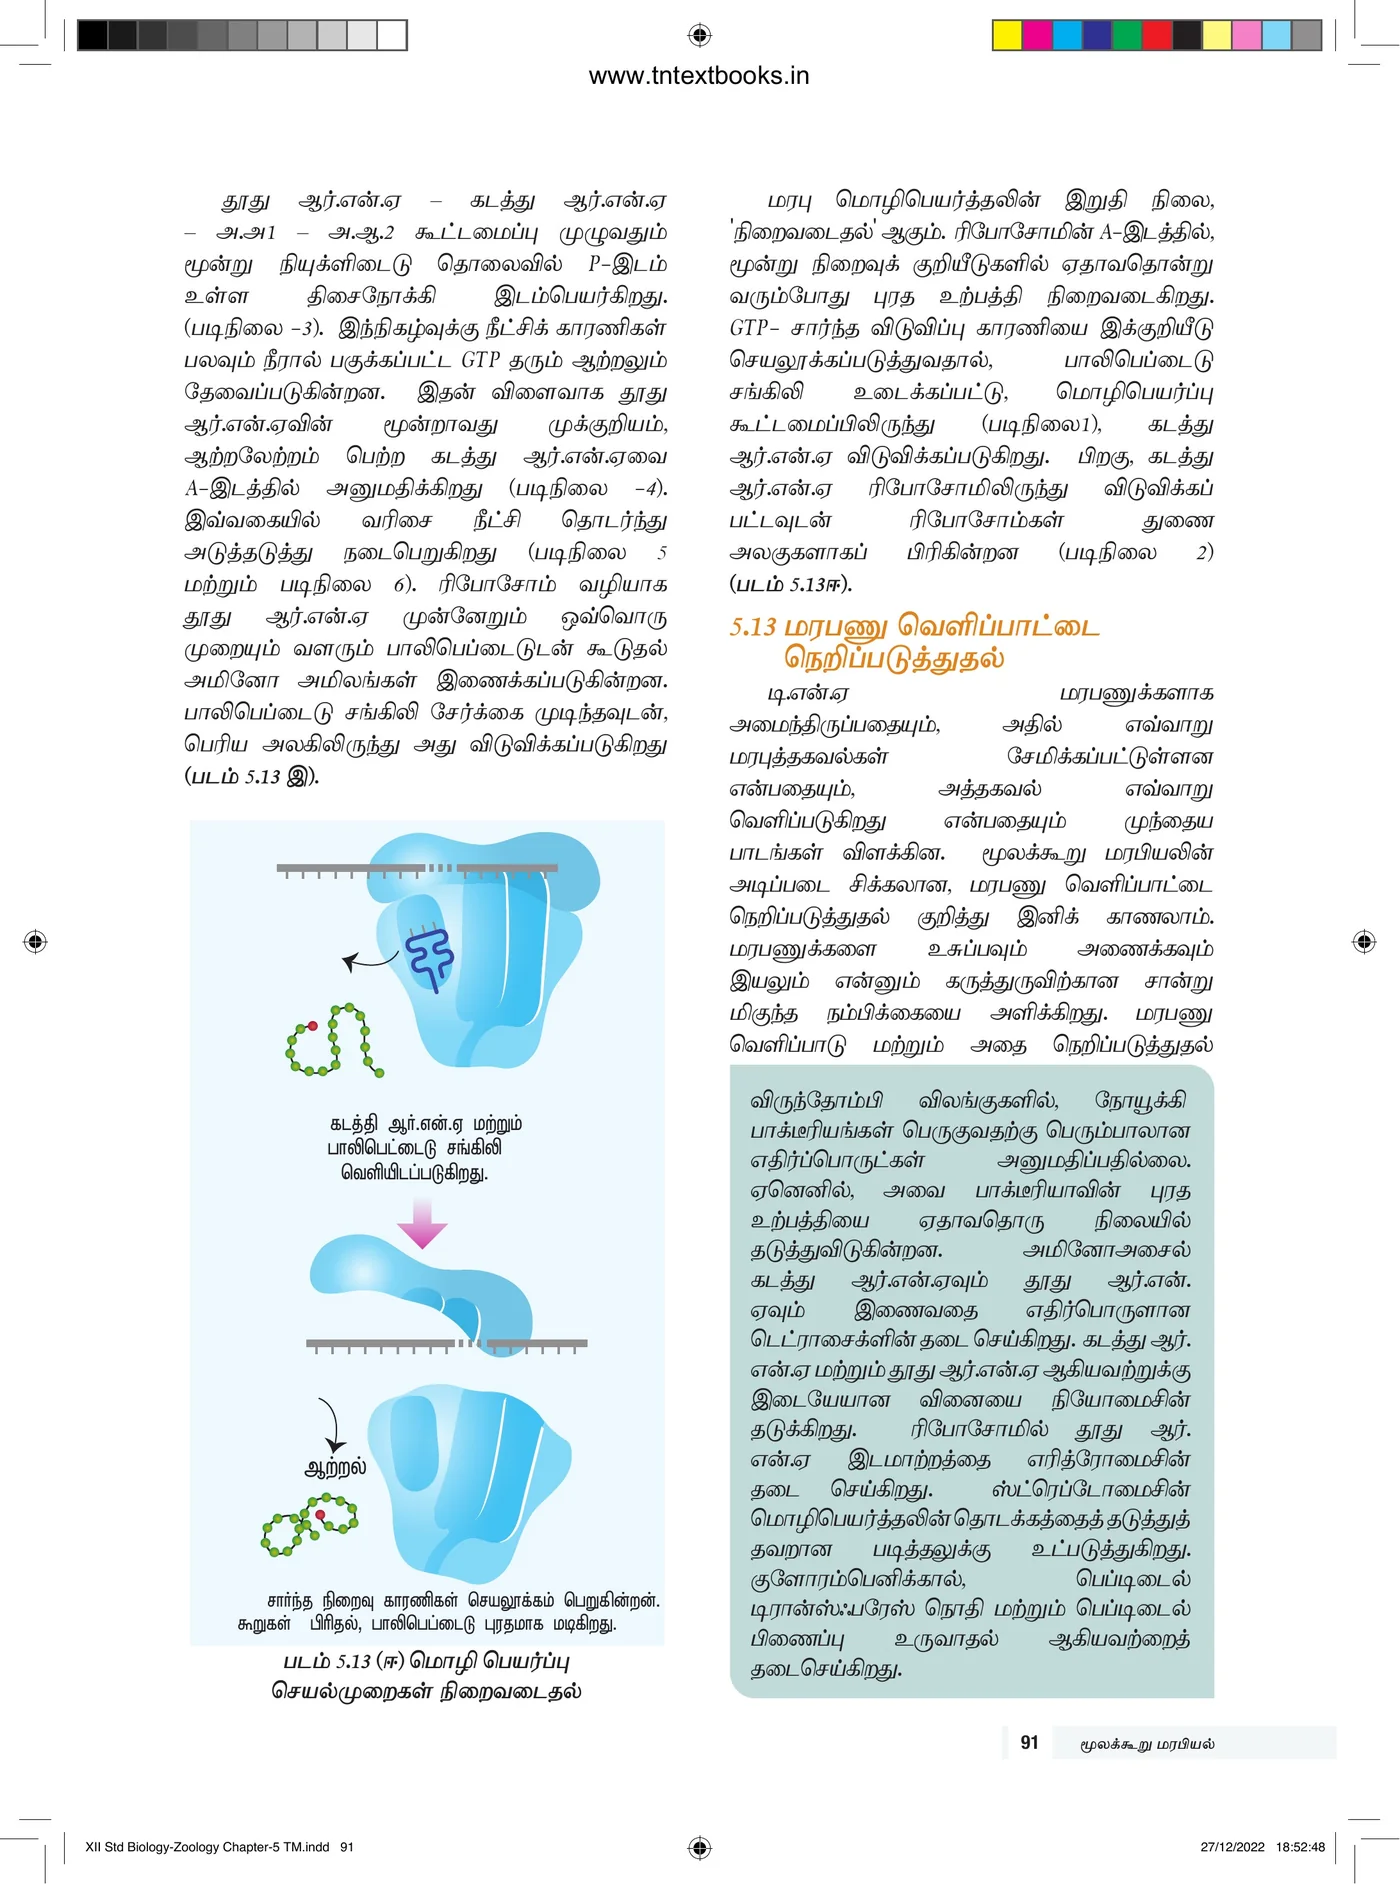 www.tntextbooks.in
தூது ஆர்.என்.ஏ – கடத்து ஆர்.என்.ஏ
– அ.அ1 – அ.ஆ.2 கூட்டமைப்பு முழுவதும்
மூன்று நியுக்ளிடைடு தொலைவில் P-இடம்
உள்ள திசைநோக்கி இடம்பெயர்கிறது.
(படிநிலை -3). இந்நிகழ்வுக்கு நீட்சிக் காரணிகள்
பலவும் நீரால் பகுக்கப்பட்ட GTP தரும் ஆற்றலும்
தேவைப்படுகின்றன. இதன் விளைவாக தூது
ஆர்.என்.ஏவின் மூன்றாவது முக்குறியம்,
ஆற்றலேற்றம் பெற்ற கடத்து ஆர்.என்.ஏவை
A-இடத்தில் அனுமதிக்கிறது (படிநிலை -4).
இவ்வகையில் வரிசை நீட்சி தொடர்ந்து
அடுத்தடுத்து நடைபெறுகிறது (படிநிலை 5
மற்றும் படிநிலை 6). ரிபோசோம் வழியாக
தூது ஆர்.என்.ஏ முன்னேறும் ஒவ்வொரு
முறையும் வளரும் பாலிபெப்டைடுடன் கூடுதல்
அமினோ அமிலங்கள் இணைக்கப்படுகின்றன.
பாலிபெப்டைடு சங்கிலி சேர்க்கை முடிந்தவுடன்,
பெரிய அலகிலிருந்து அது விடுவிக்கப்படுகிறது
(படம் 5.13 இ).
கடத்தி ஆர்.என்.ஏ மற்றும்
பாலிபெட்டைடு சங்கிலி
வெளியிடப்படுகிறது.
ஆற்றல்
சார்ந்த நிறைவு காரணிகள் செயலூக்கம் பெறுகின்றன்.
கூறுகள் பிரிதல், பாலிபெப்டைடு புரதமாக மடிகிறது.
படம் 5.13 (ஈ) மொழி பெயர்ப்பு
செயல்முறைகள் நிறைவடைதல்
மரபு மொழிபெயர்த்தலின் இறுதி நிலை,
'நிறைவடைதல்' ஆகும். ரிபோசோமின் A-இடத்தில்,
மூன்று நிறைவுக் குறியீடுகளில் ஏதாவதொன்று
வரும்போது புரத உற்பத்தி நிறைவடைகிறது.
GTP- சார்ந்த விடுவிப்பு காரணியை இக்குறியீடு
செயலூக்கப்படுத்துவதால், பாலிபெப்டைடு
சங்கிலி உடைக்கப்பட்டு, மொழிபெயர்ப்பு
கூட்டமைப்பிலிருந்து (படிநிலை1), கடத்து
ஆர்.என்.ஏ விடுவிக்கப்படுகிறது. பிறகு, கடத்து
ஆர்.என்.ஏ ரிபோசோமிலிருந்து விடுவிக்கப்
பட்டவுடன் ரிபோசோம்கள் துணை
அலகுகளாகப் பிரிகின்றன (படிநிலை 2)
(படம் 5.13ஈ).
5.13 மரபணு வெளிப்பாட்டை
நெறிப்படுத்துதல்
டி.என்.ஏ மரபணுக்களாக
அமைந்திருப்பதையும், அதில் எவ்வாறு
மரபுத்தகவல்கள் சேமிக்கப்பட்டுள்ளன
என்பதையும், அத்தகவல் எவ்வாறு
வெளிப்படுகிறது என்பதையும் முந்தைய
பாடங்கள் விளக்கின. மூலக்கூறு மரபியலின்
அடிப்படை சிக்கலான, மரபணு வெளிப்பாட்டை
நெறிப்படுத்துதல் குறித்து இனிக் காணலாம்.
மரபணுக்களை உசுப்பவும் அணைக்கவும்
இயலும் என்னும் கருத்துருவிற்கான சான்று
மிகுந்த நம்பிக்கையை அளிக்கிறது. மரபணு
வெளிப்பாடு மற்றும் அதை நெறிப்படுத்துதல்
விருந்தோம்பி விலங்குகளில், நோயூக்கி
பாக்டீரியங்கள் பெருகுவதற்கு பெரும்பாலான
எதிர்ப்பொருட்கள் அனுமதிப்பதில்லை.
ஏனெனில், அவை பாக்டீரியாவின் புரத
உற்பத்தியை ஏதாவதொரு நிலையில்
தடுத்துவிடுகின்றன. அமினோஅசைல்
கடத்து ஆர்.என்.ஏவும் தூது ஆர்.என்.
ஏவும் இணைவதை எதிர்பொருளான
டெட்ராசைக்ளின் தடை செய்கிறது. கடத்து ஆர்.
என்.ஏ மற்றும் தூது ஆர்.என்.ஏ ஆகியவற்றுக்கு
இடையேயான வினையை நியோமைசின்
தடுக்கிறது. ரிபோசோமில் தூது ஆர்.
என்.ஏ இடமாற்றத்தை எரித்ரோமைசின்
தடை செய்கிறது. ஸ்ட்ரெப்டோமைசின்
மொழிபெயர்த்தலின் தொடக்கத்தைத் தடுத்துத்
தவறான படித்தலுக்கு உட்படுத்துகிறது.
குளோரம்பெனிக்கால், பெப்டிடைல்
டிரான்ஸ்ஃபரேஸ் நொதி மற்றும் பெப்டிடைல்
பிணைப்பு உருவாதல் ஆகியவற்றைத்
தடைசெய்கிறது.
91 மூலக்கூறு மரபியல்
XII Std Biology-Zoology Chapter-5 TM.indd 91
27/12/2022 18:52:48